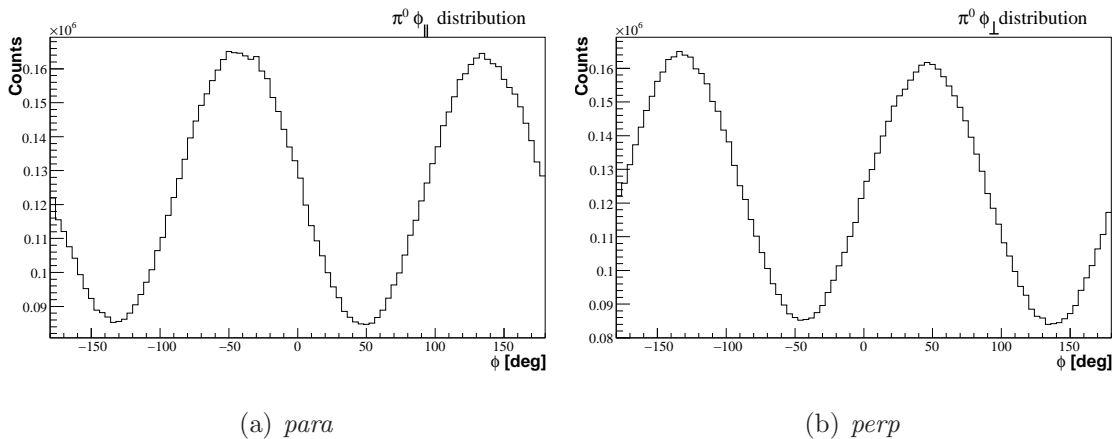 π⁰ ϕ∥ distribution
×10⁶
Counts
0.16
0.15
0.14
0.13
0.12
0.11
0.1
0.09
−150 −100 −50 0 50 100 150
ϕ [deg]
(a) para
π⁰ ϕ⊥ distribution
×10⁶
Counts
0.16
0.15
0.14
0.13
0.12
0.11
0.1
0.09
0.08
−150 −100 −50 0 50 100 150
ϕ [deg]
(b) perp